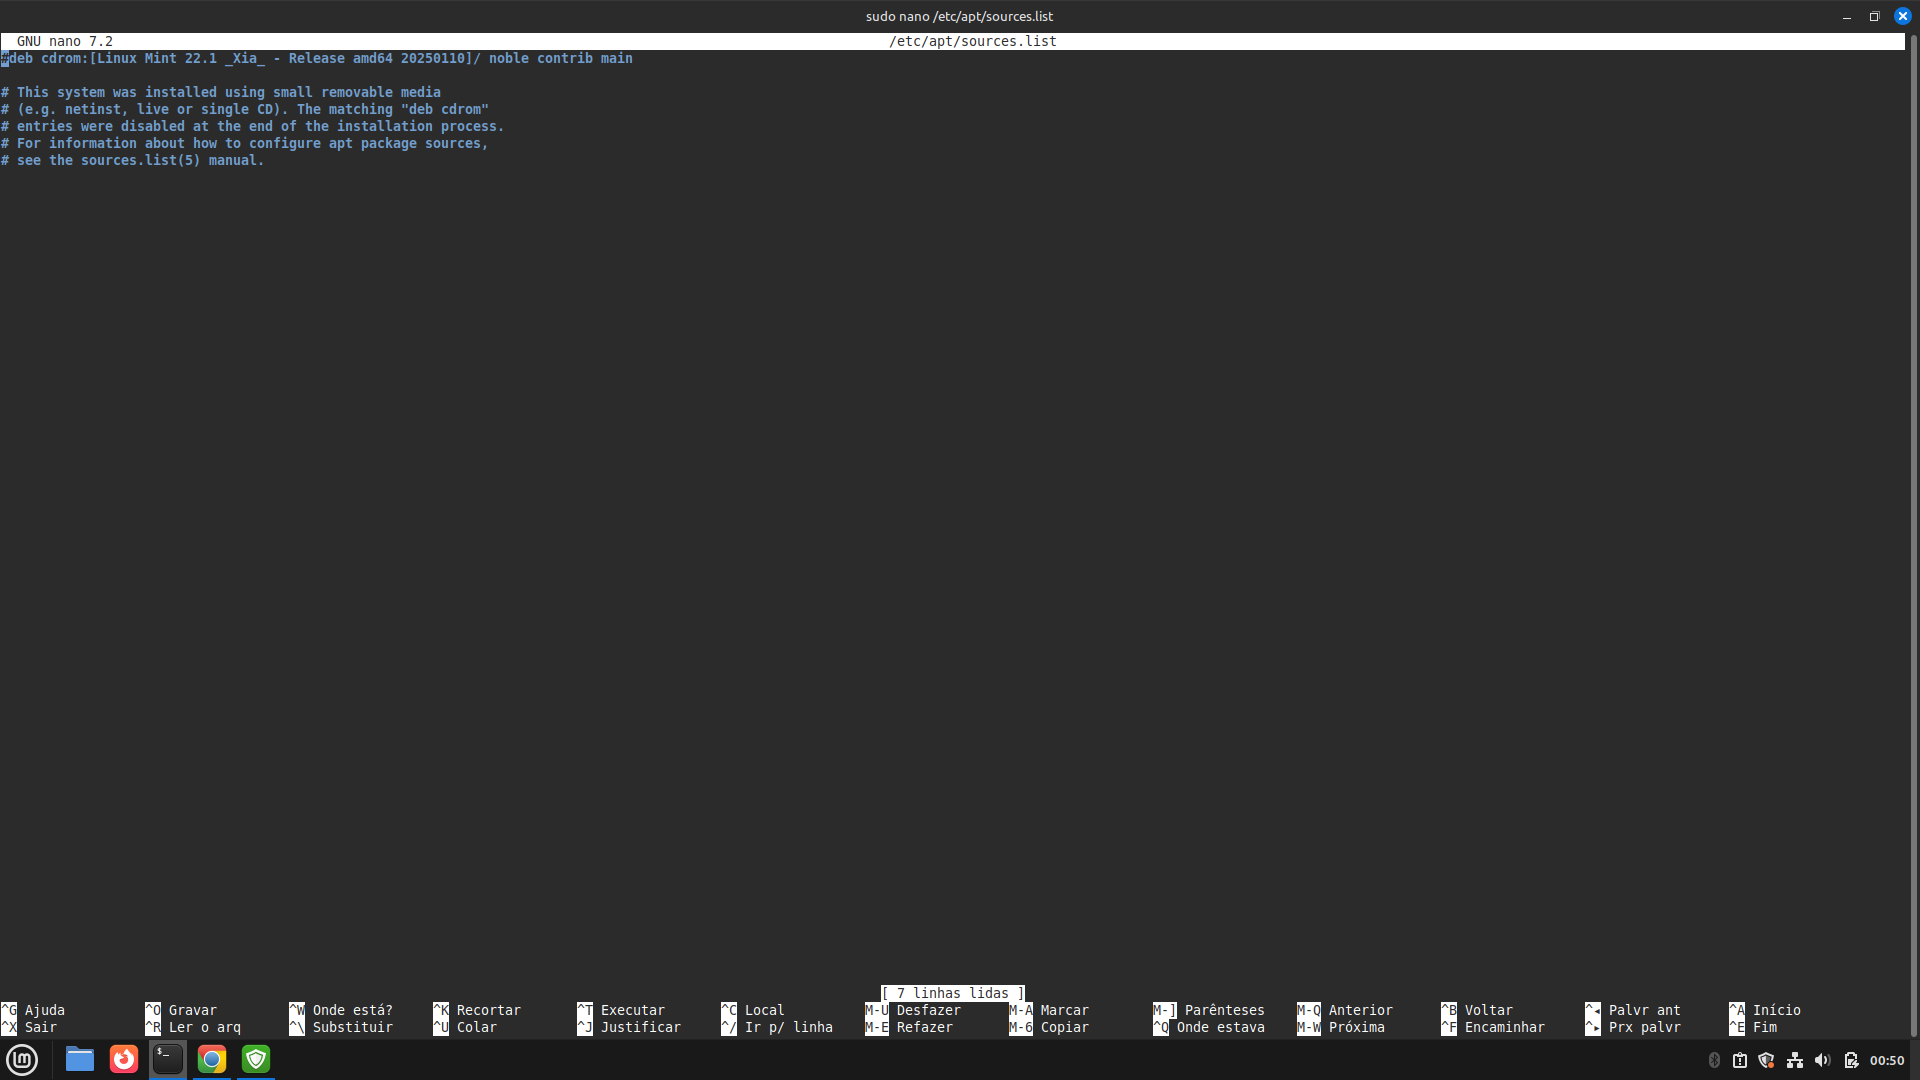 sudo nano /etc/apt/sources.list
GNU nano 7.2 /etc/apt/sources.list
#deb cdrom:[Linux Mint 22.1 _Xia_ - Release amd64 20250110]/ noble contrib main
# This system was installed using small removable media
# (e.g. netinst, live or single CD). The matching "deb cdrom"
# entries were disabled at the end of the installation process.
# For information about how to configure apt package sources,
# see the sources.list(5) manual.
[ 7 linhas lidas ]
^G Ajuda ^O Gravar ^W Onde está? ^K Recortar ^T Executar ^C Local M-U Desfazer M-A Marcar M-] Parênteses M-Q Anterior ^B Voltar ^◂ Palvr ant ^A Início
^X Sair ^R Ler o arq ^\ Substituir ^U Colar ^J Justificar ^/ Ir p/ linha M-E Refazer M-6 Copiar ^Q Onde estava M-W Próxima ^F Encaminhar ^▸ Prx palvr ^E Fim
00:50